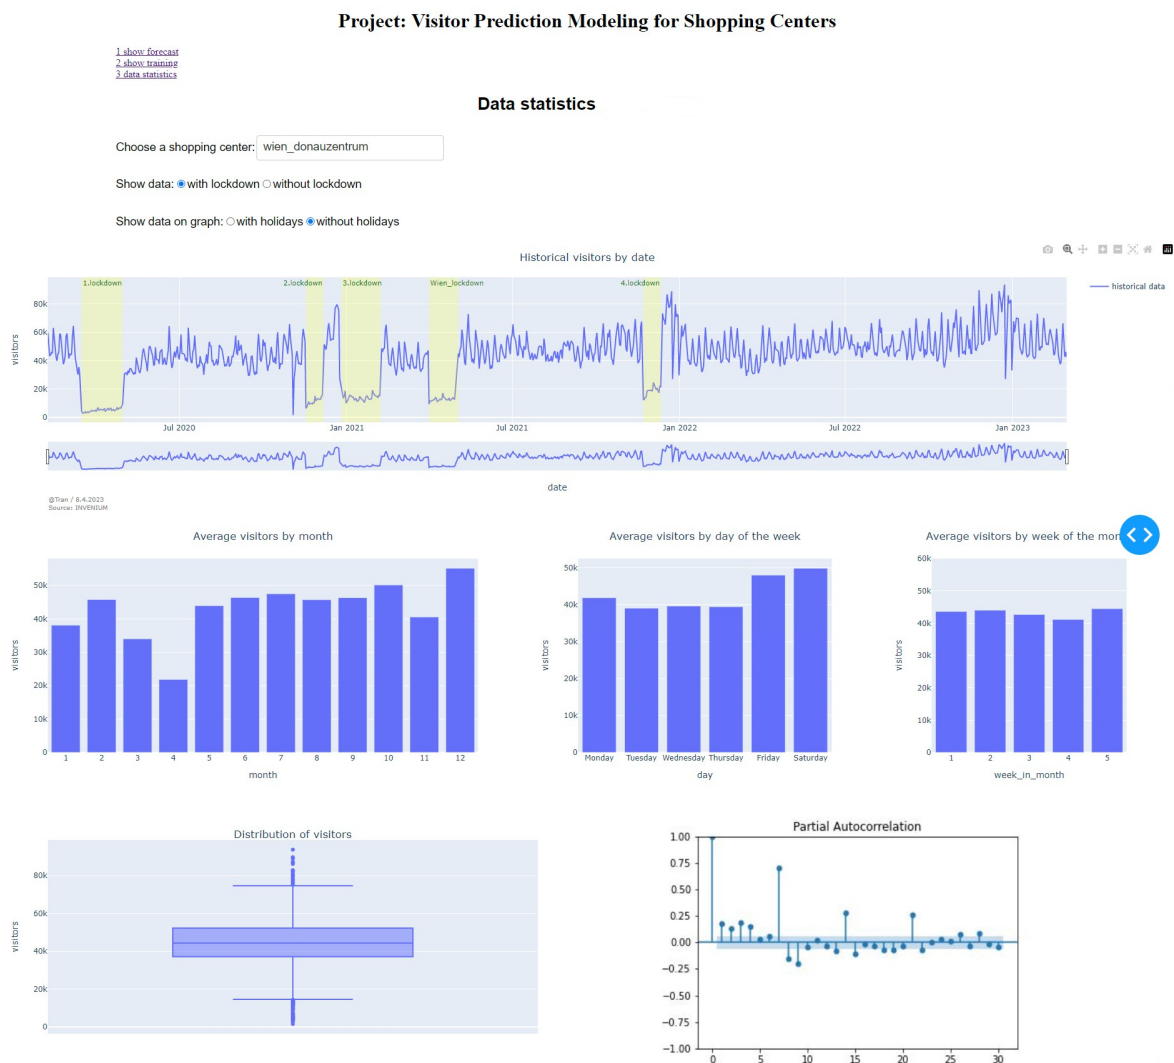 Project: Visitor Prediction Modeling for Shopping Centers
1 show forecast
2 show training
3 data statistics
Data statistics
Choose a shopping center: wien_donauzentrum
Show data: with lockdown without lockdown
Show data on graph: with holidays without holidays
Historical visitors by date
1.lockdown 2.lockdown 3.lockdown Wien_lockdown 4.lockdown
historical data
visitors
80k
60k
40k
20k
0
Jul 2020 Jan 2021 Jul 2021 Jan 2022 Jul 2022 Jan 2023
date
@Tran / 8.4.2023
Source: INVENIUM
Average visitors by month
visitors
50k
40k
30k
20k
10k
0
1 2 3 4 5 6 7 8 9 10 11 12
month
Average visitors by day of the week
visitors
50k
40k
30k
20k
10k
0
Monday Tuesday Wednesday Thursday Friday Saturday
day
Average visitors by week of the mon
visitors
60k
50k
40k
30k
20k
10k
0
1 2 3 4 5
week_in_month
Distribution of visitors
visitors
80k
60k
40k
20k
0
Partial Autocorrelation
1.00
0.75
0.50
0.25
0.00
−0.25
−0.50
−0.75
−1.00
0 5 10 15 20 25 30